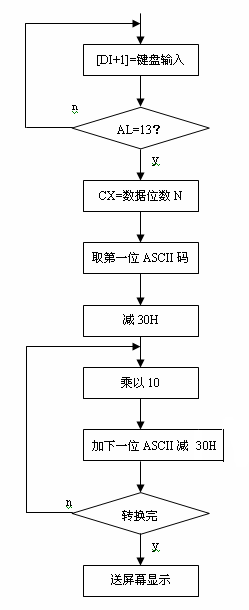 [DI+1]=键盘输入
n
AL=13?
y
CX=数据位数 N
取第一位 ASCII 码
减 30H
乘以 10
加下一位 ASCII 减 30H
n
转换完
y
送屏幕显示